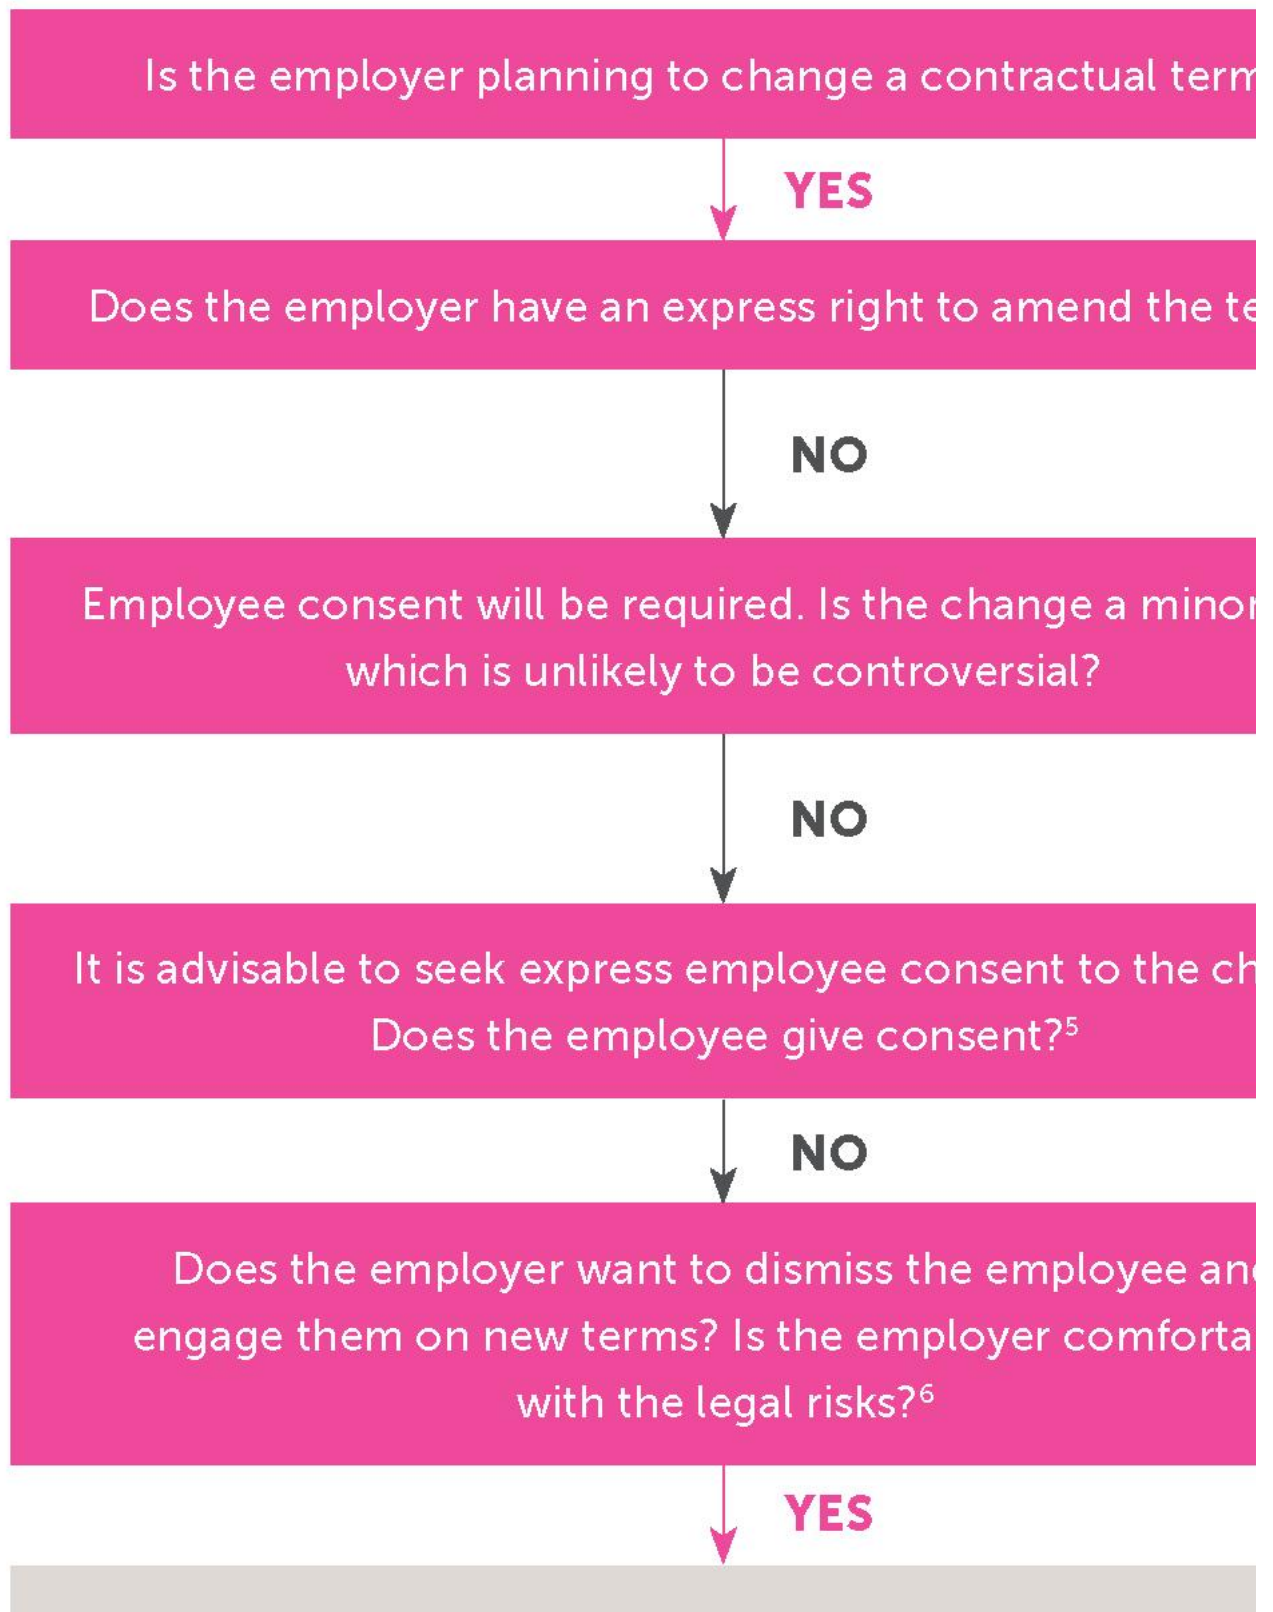 Is the employer planning to change a contractual term
YES
Does the employer have an express right to amend the
NO
Employee consent will be required. Is the change a minor
which is unlikely to be controversial?
NO
It is advisable to seek express employee consent to the
Does the employee give consent?⁵
NO
Does the employer want to dismiss the employee
engage them on new terms? Is the employer
with the legal risks?⁶
YES